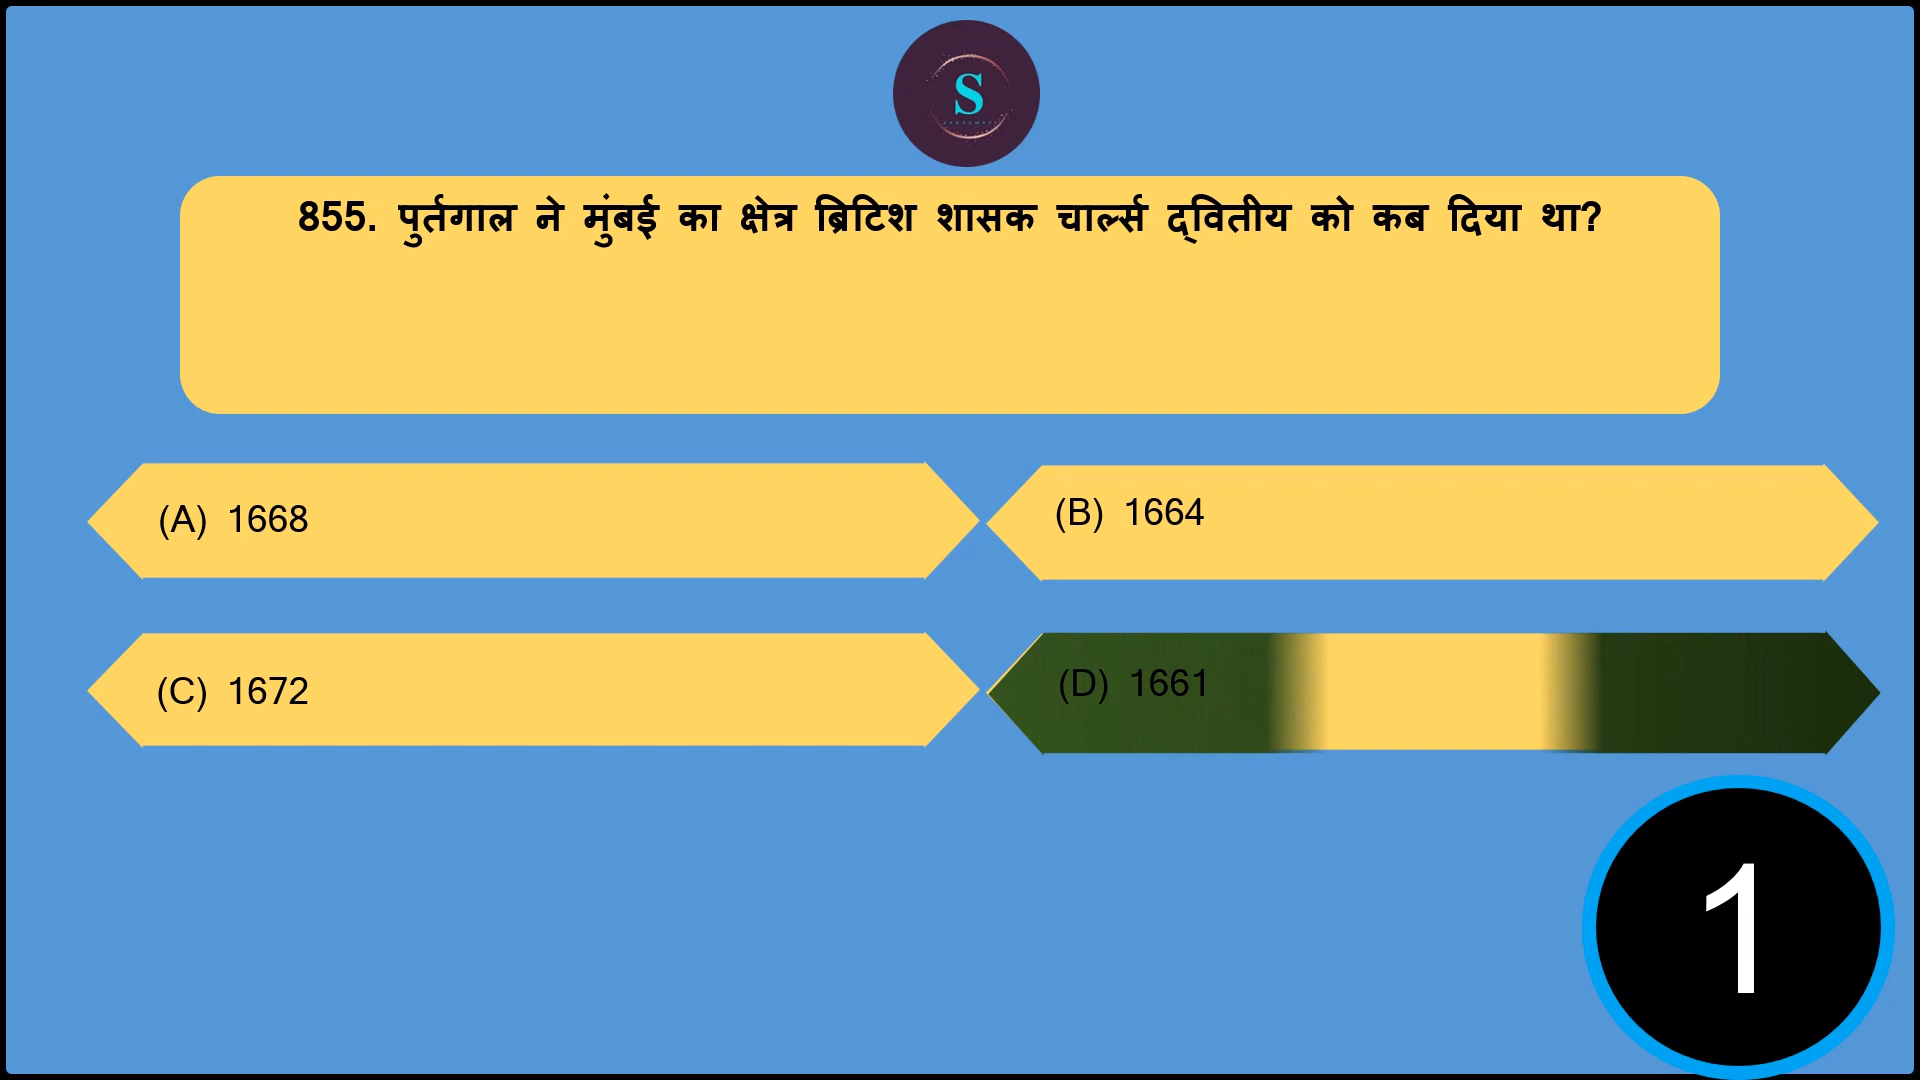 S
855. पुर्तगाल ने मुंबई का क्षेत्र ब्रिटिश शासक चार्ल्स द्वितीय को कब दिया था?
(A) 1668
(B) 1664
(C) 1672
(D) 1661
1